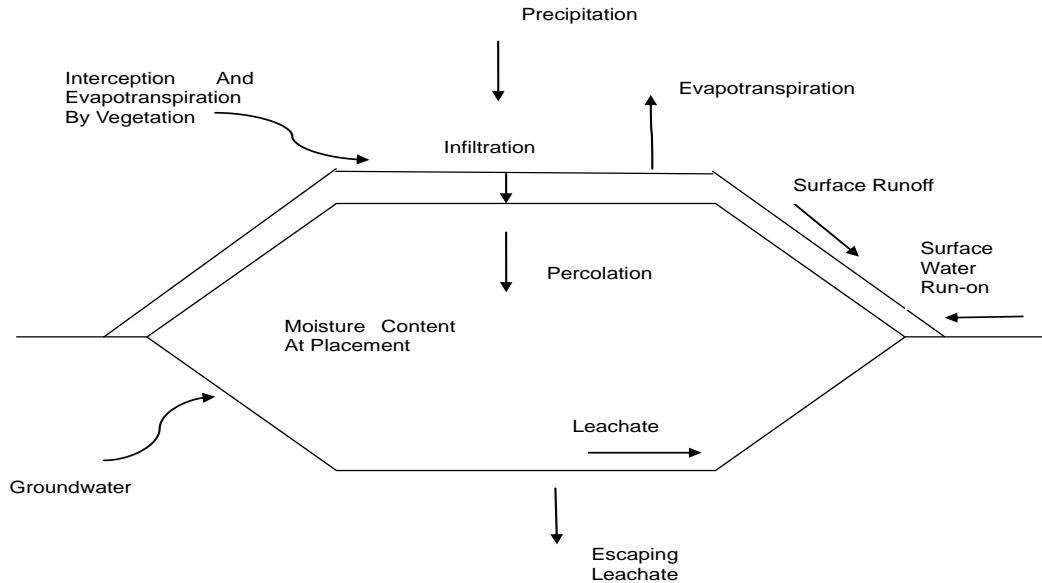 Precipitation
Interception And
Evapotranspiration
By Vegetation
Evapotranspiration
Infiltration
Surface Runoff
Surface
Water
Run-on
Percolation
Moisture Content
At Placement
Leachate
Groundwater
Escaping
Leachate